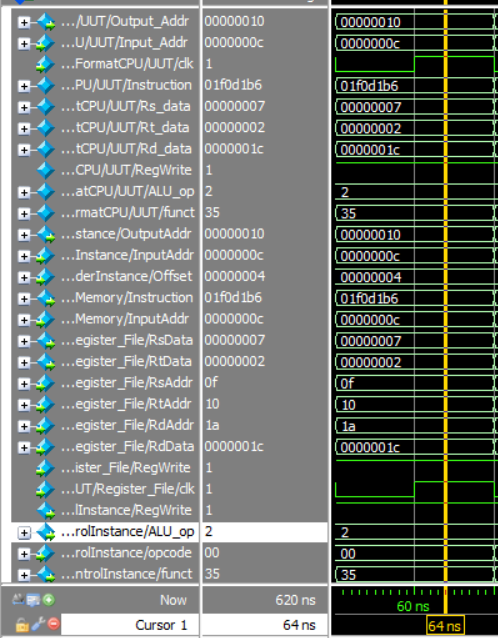 .../UUT/Output_Addr 00000010 00000010
...U/UUT/Input_Addr 0000000c 0000000c
...FormatCPU/UUT/clk 1
...PU/UUT/Instruction 01f0d1b6 01f0d1b6
...tCPU/UUT/Rs_data 00000007 00000007
...tCPU/UUT/Rt_data 00000002 00000002
...tCPU/UUT/Rd_data 0000001c 0000001c
...CPU/UUT/RegWrite 1
...atCPU/UUT/ALU_op 2 2
...rmatCPU/UUT/funct 35 35
...stance/OutputAddr 00000010 00000010
...Instance/InputAddr 0000000c 0000000c
...derInstance/Offset 00000004 00000004
...Memory/Instruction 01f0d1b6 01f0d1b6
...Memory/InputAddr 0000000c 0000000c
...egister_File/RsData 00000007 00000007
...egister_File/RtData 00000002 00000002
...egister_File/RsAddr 0f 0f
...egister_File/RtAddr 10 10
...egister_File/RdAddr 1a 1a
...egister_File/RdData 0000001c 0000001c
...ister_File/RegWrite 1
...UT/Register_File/clk 1
...lInstance/RegWrite 1
...rolInstance/ALU_op 2 2
...rolInstance/opcode 00 00
...ntrolInstance/funct 35 35
Now 620 ns 60 ns
Cursor 1 64 ns 64 ns